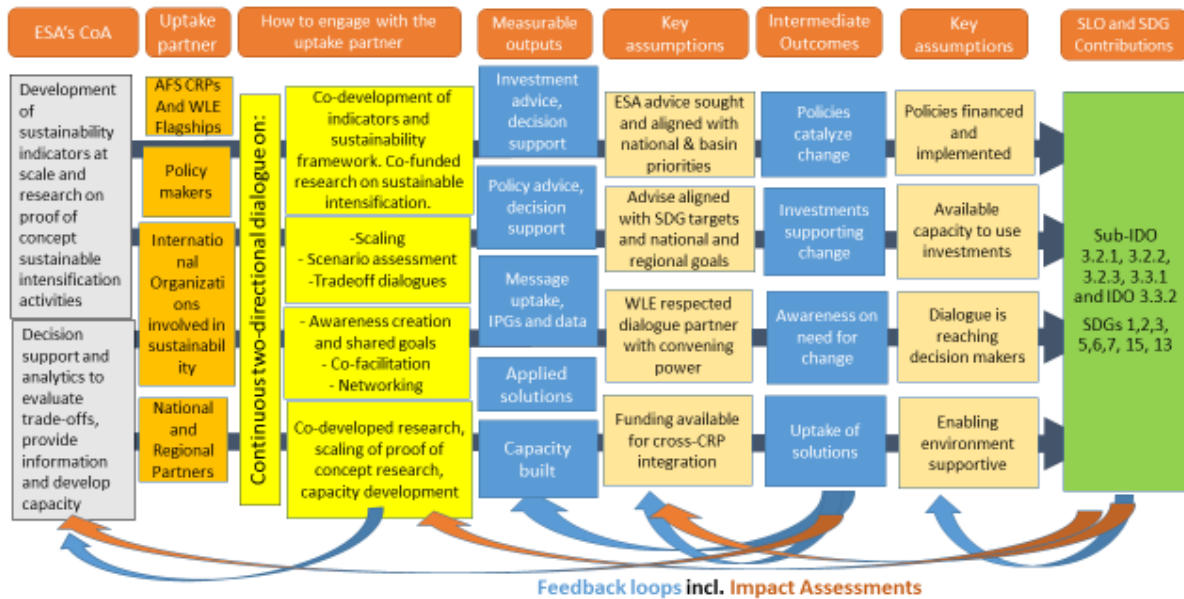 ESA's CoA
Uptake
partner
How to engage with the
uptake partner
Measurable
outputs
Key
assumptions
Intermediate
Outcomes
Key
assumptions
SLO and SDG
Contributions
Development
of
sustainability
indicators at
scale and
research on
proof of
concept
sustainable
intensification
activities
Decision
support and
analytics to
evaluate
trade-offs,
provide
information
and develop
capacity
AFS CRPs
And WLE
Flagships
Policy
makers
Internatio
nal
Organizati
ons
involved in
sustainabil
ity
National
and
Regional
Partners
Continuous two-directional dialogue on:
Co-development of
indicators and
sustainability
framework. Co-funded
research on sustainable
intensification.
-Scaling
- Scenario assessment
-Tradeoff dialogues
- Awareness creation
and shared goals
- Co-facilitation
- Networking
Co-developed research,
scaling of proof of
concept research,
capacity development
Investment
advice,
decision
support
Policy advice,
decision
support
Message
uptake,
IPGs and data
Applied
solutions
Capacity
built
ESA advice sought
and aligned with
national & basin
priorities
Advise aligned
with SDG targets
and national and
regional goals
WLE respected
dialogue partner
with convening
power
Funding available
for cross-CRP
integration
Policies
catalyze
change
Investments
supporting
change
Awareness on
need for
change
Uptake of
solutions
Policies financed
and
implemented
Available
capacity to use
investments
Dialogue is
reaching
decision makers
Enabling
environment
supportive
Sub-IDO
3.2.1, 3.2.2,
3.2.3, 3.3.1
and IDO 3.3.2
SDGs 1,2,3,
5,6,7, 15, 13
Feedback loops incl. Impact Assessments